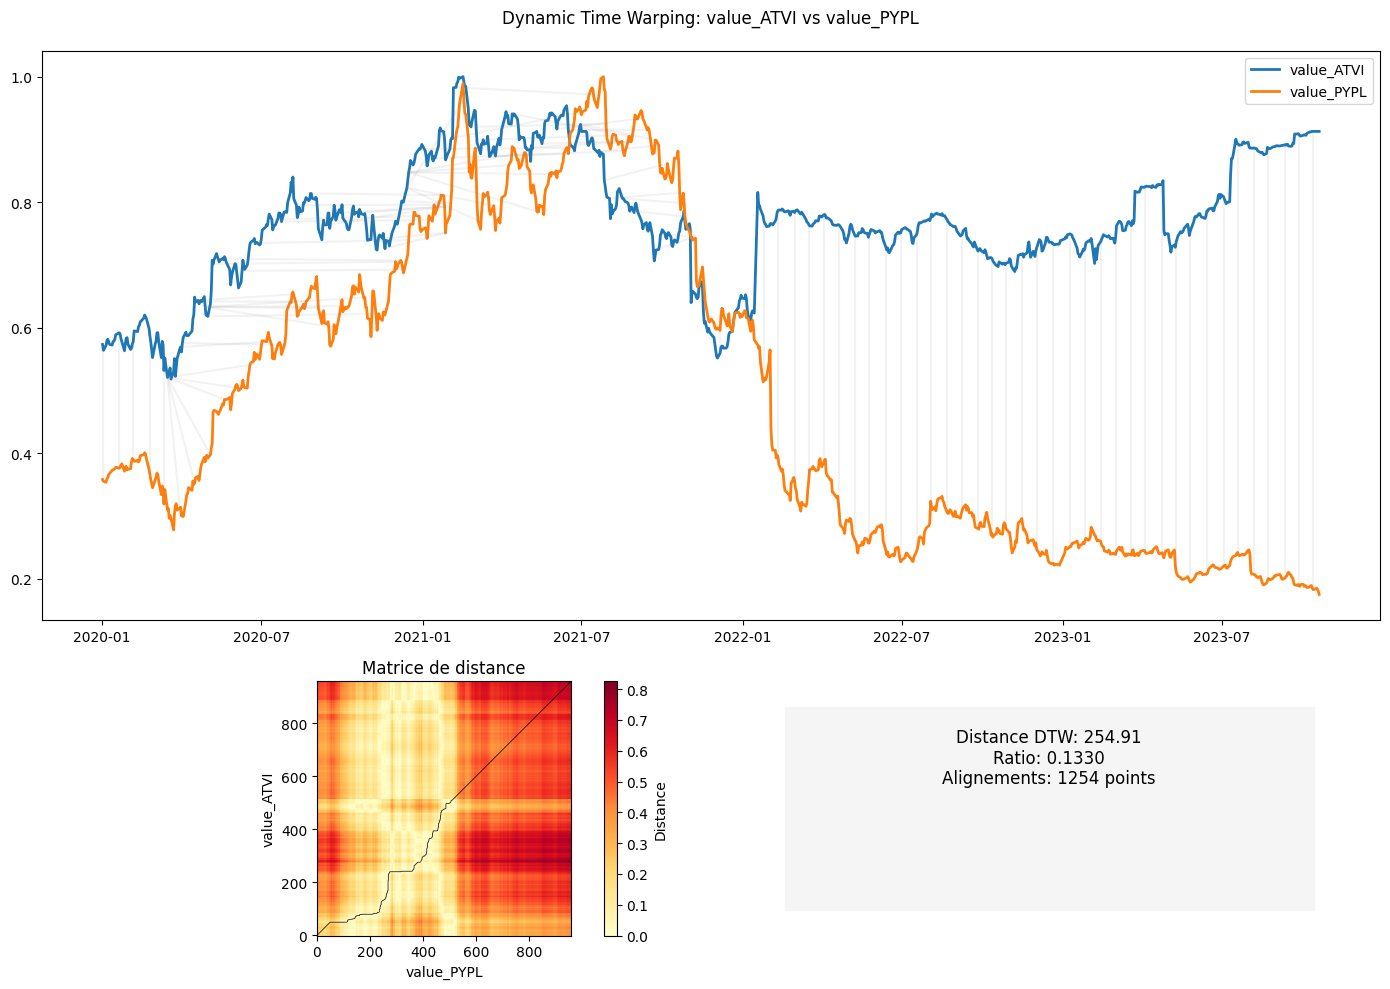 Dynamic Time Warping: value_ATVI vs value_PYPL
value_ATVI
value_PYPL
1.0
0.8
0.6
0.4
0.2
2020-01 2020-07 2021-01 2021-07 2022-01 2022-07 2023-01 2023-07
Matrice de distance
value_ATVI
800
600
400
200
0
0 200 400 600 800
value_PYPL
0.8
0.7
0.6
0.5
0.4
0.3
0.2
0.1
0.0
Distance
Distance DTW: 254.91
Ratio: 0.1330
Alignements: 1254 points